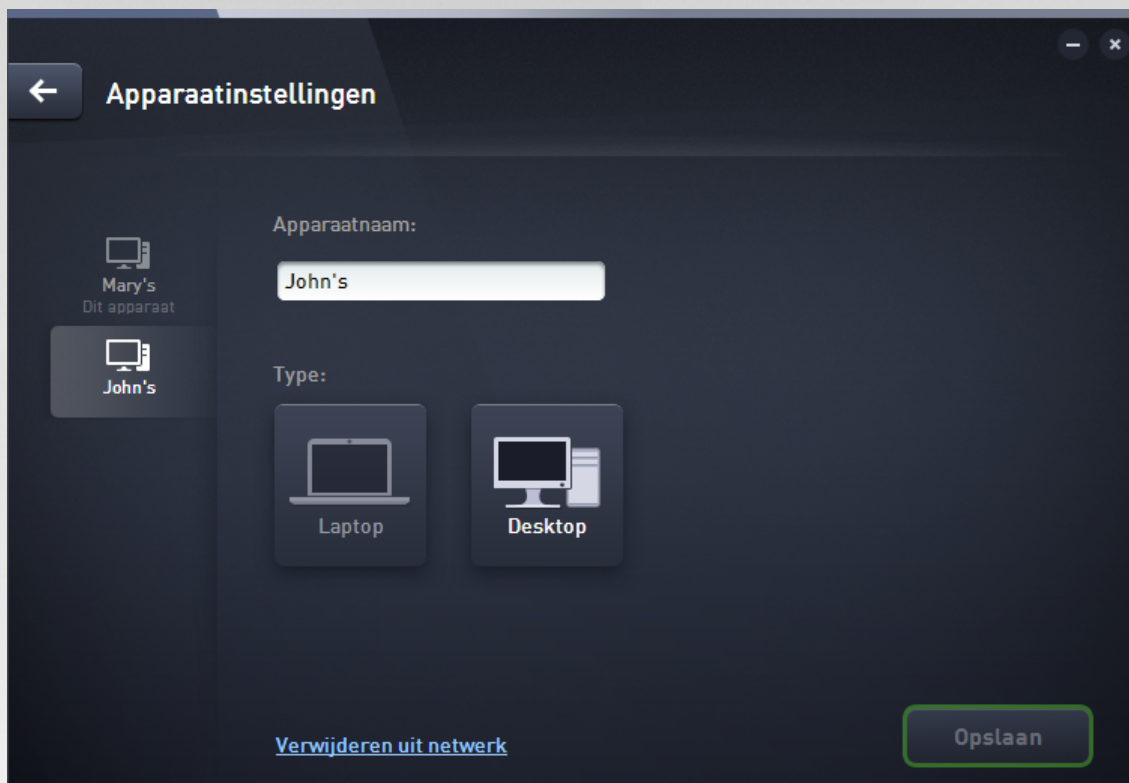 Apparaatinstellingen
Apparaatnaam:
John's
Mary's
Dit apparaat
John's
Type:
Laptop
Desktop
Verwijderen uit netwerk
Opslaan